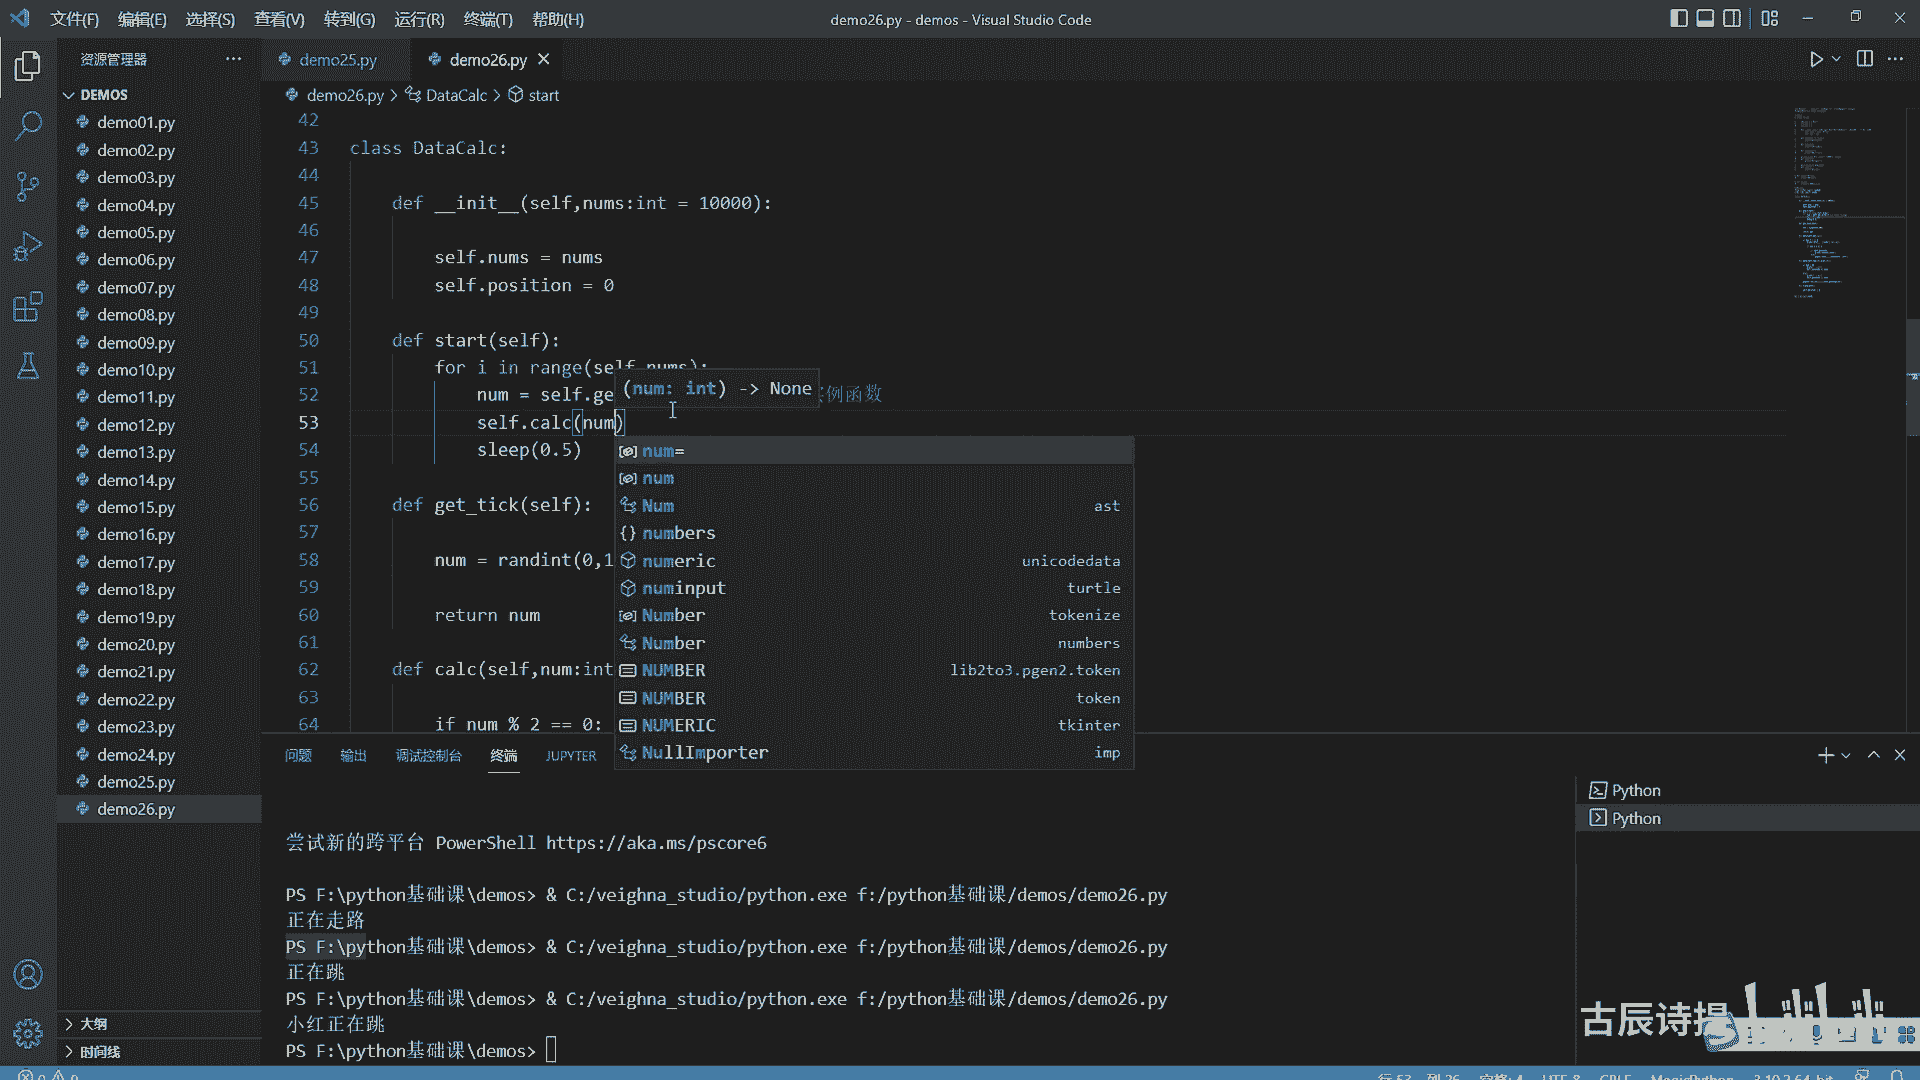 文件(F) 编辑(E) 选择(S) 查看(V) 转到(G) 运行(R) 终端(T) 帮助(H) demo26.py - demos - Visual Studio Code
资源管理器 demo25.py demo26.py
DEMOS
demo26.py > DataCalc > start
demo01.py
demo02.py
demo03.py
demo04.py
demo05.py
demo06.py
demo07.py
demo08.py
demo09.py
demo10.py
demo11.py
demo12.py
demo13.py
demo14.py
demo15.py
demo16.py
demo17.py
demo18.py
demo19.py
demo20.py
demo21.py
demo22.py
demo23.py
demo24.py
demo25.py
demo26.py
大纲
时间线
42
43 class DataCalc:
44
45 def __init__(self,nums:int = 10000):
46
47 self.nums = nums
48 self.position = 0
49
50 def start(self):
51 for i in range(self.nums):
52 num = self.ge 例函数
53 self.calc(num)
54 sleep(0.5)
55
56 def get_tick(self):
57
58 num = randint(0,1
59
60 return num
61
62 def calc(self,num:int
63
64 if num % 2 == 0:
(num: int) -> None
num=
num
Num ast
numbers
numeric unicodedata
numinput turtle
Number tokenize
Number numbers
NUMBER lib2to3.pgen2.token
NUMBER token
NUMERIC tkinter
NullImporter imp
问题 输出 调试控制台 终端 JUPYTER
Python
Python
尝试新的跨平台 PowerShell https://aka.ms/pscore6
PS F:\python基础课\demos> & C:/veighna_studio/python.exe f:/python基础课/demos/demo26.py
正在走路
PS F:\python基础课\demos> & C:/veighna_studio/python.exe f:/python基础课/demos/demo26.py
正在跳
PS F:\python基础课\demos> & C:/veighna_studio/python.exe f:/python基础课/demos/demo26.py
小红正在跳
PS F:\python基础课\demos>
古辰诗提
行 53, 列 26 空格: 4 UTF-8 CRLF MagicPython 3.10.2 64-bit